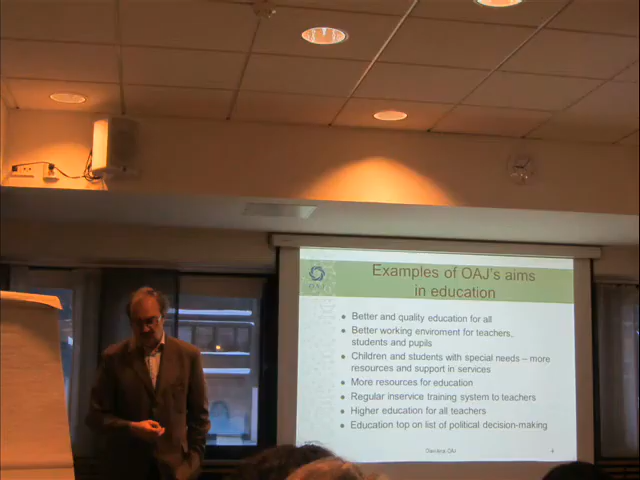 Examples of OAJ's aims
in education
Better and quality education for all
Better working enviroment for teachers,
students and pupils
Children and students with special needs – more
resources and support in services
More resources for education
Regular inservice training system to teachers
Higher education for all teachers
Education top on list of political decision-making
OAJ
4